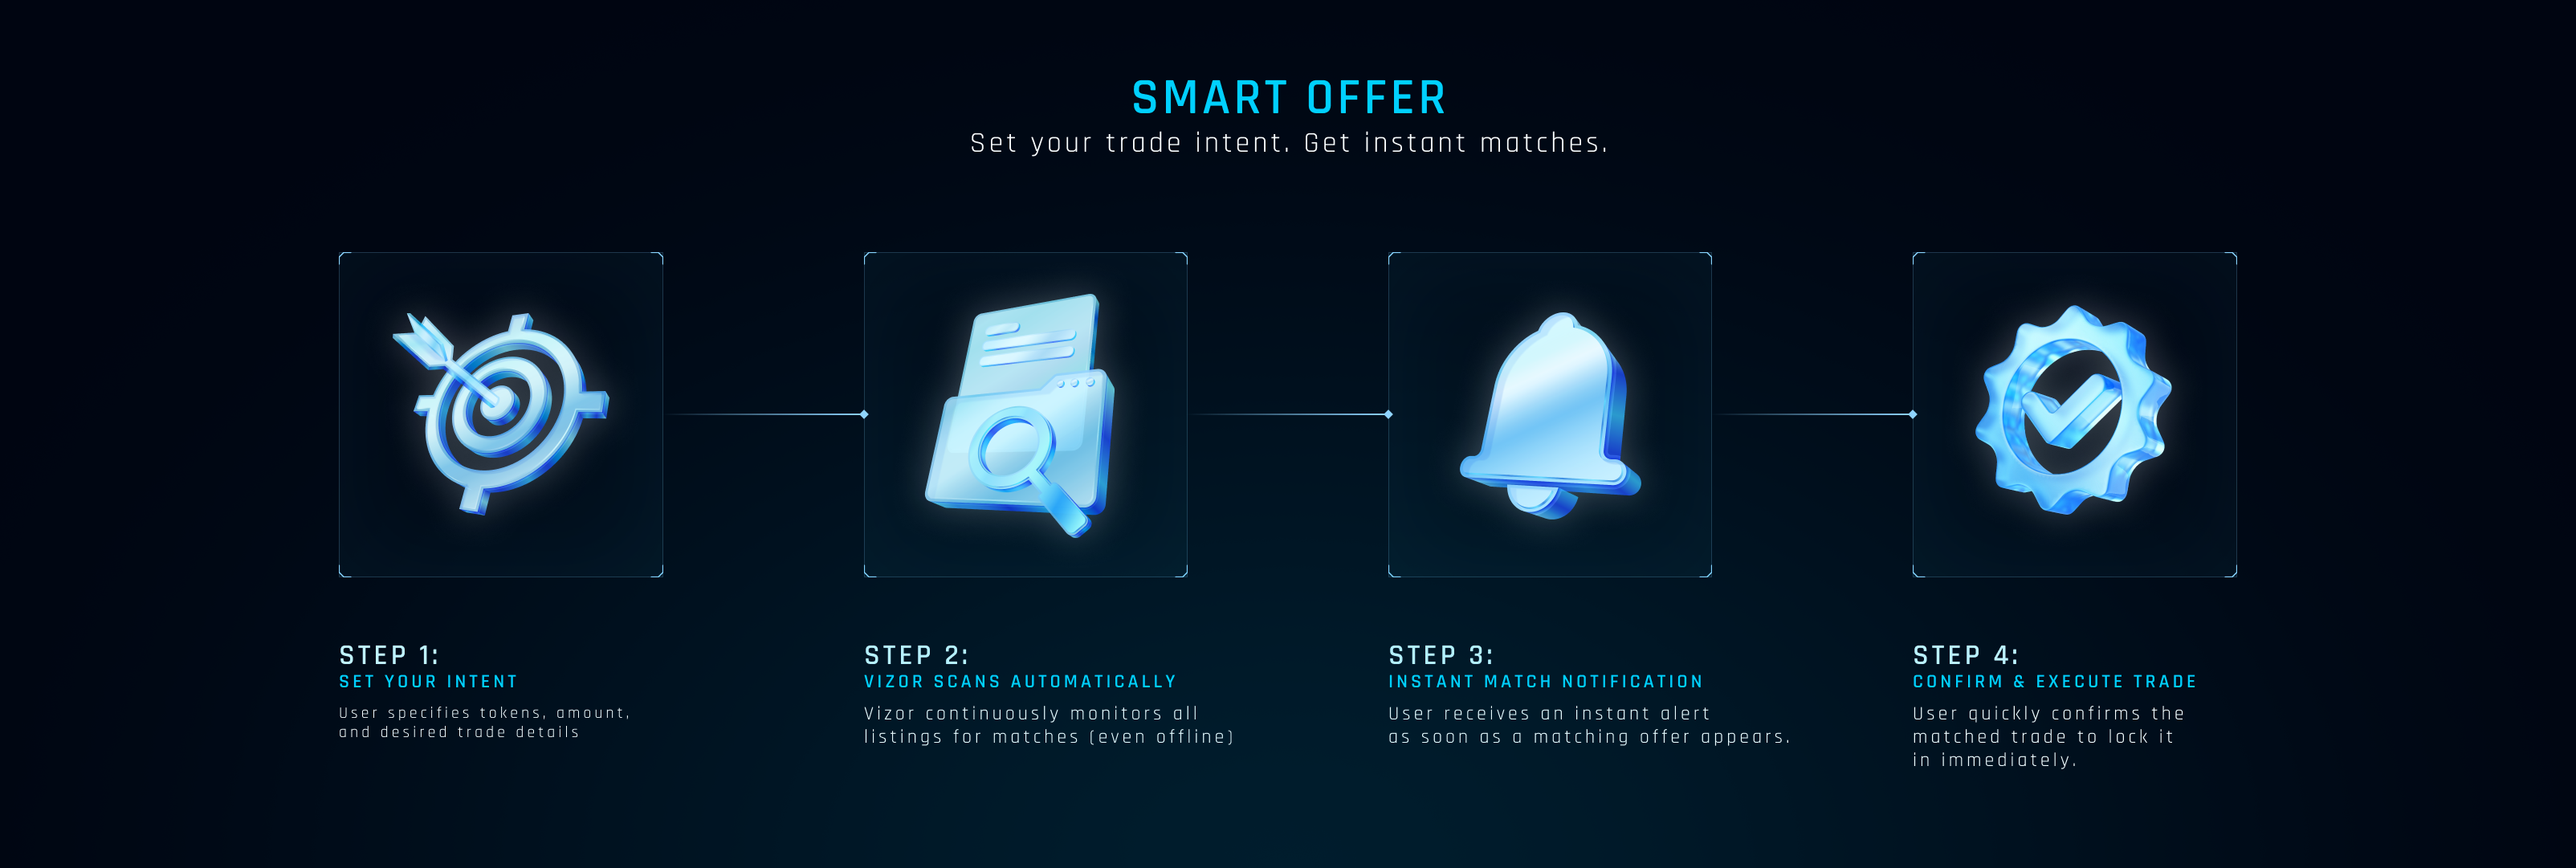 SMART OFFER
Set your trade intent. Get instant matches.
STEP 1:
SET YOUR INTENT
User specifies tokens, amount,
and desired trade details
STEP 2:
VIZOR SCANS AUTOMATICALLY
Vizor continuously monitors all
listings for matches (even offline)
STEP 3:
INSTANT MATCH NOTIFICATION
User receives an instant alert
as soon as a matching offer appears.
STEP 4:
CONFIRM & EXECUTE TRADE
User quickly confirms the
matched trade to lock it
in immediately.